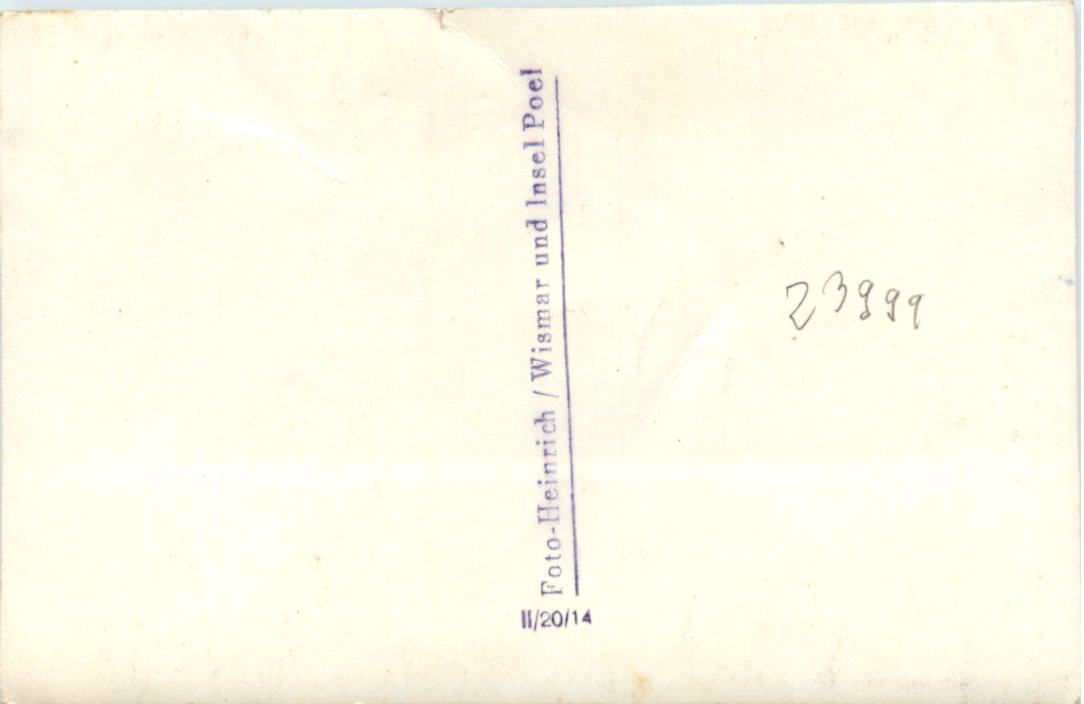 Foto-Heinrich / Wismar und Insel Poel
II/20/14
23999